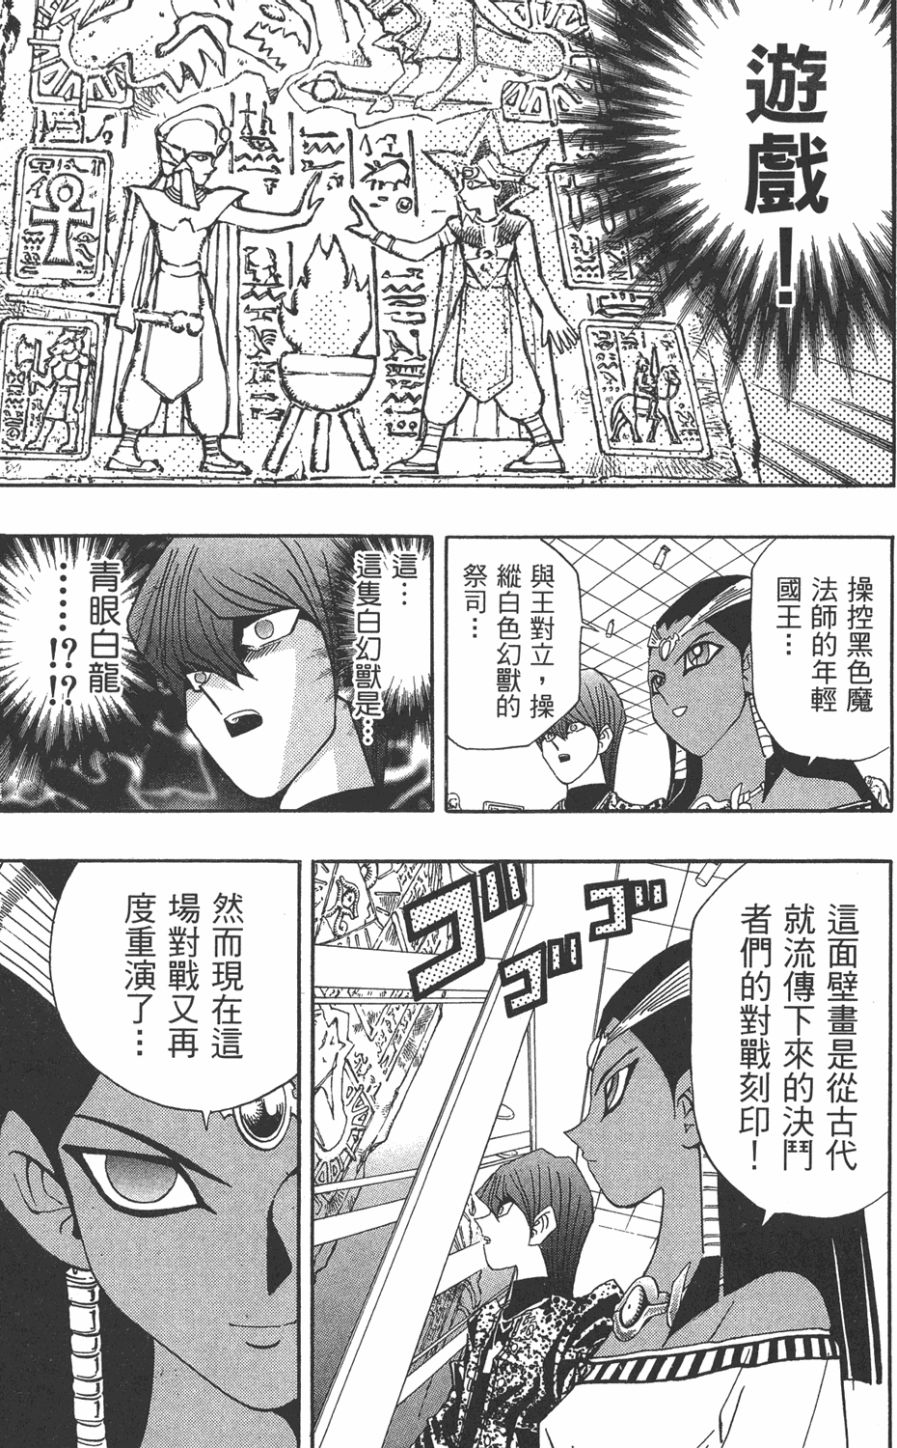 遊戲！
操控黑色魔
法師的年輕
國王…
與王對立，操
縱白色幻獸的
祭司…
這…
這隻白幻獸是…
青眼白龍
……!?!?
這面壁畫是從古代
就流傳下來的決鬥
者們的對戰刻印！
ゴゴゴ
然而現在這
場對戰又再
度重演了…